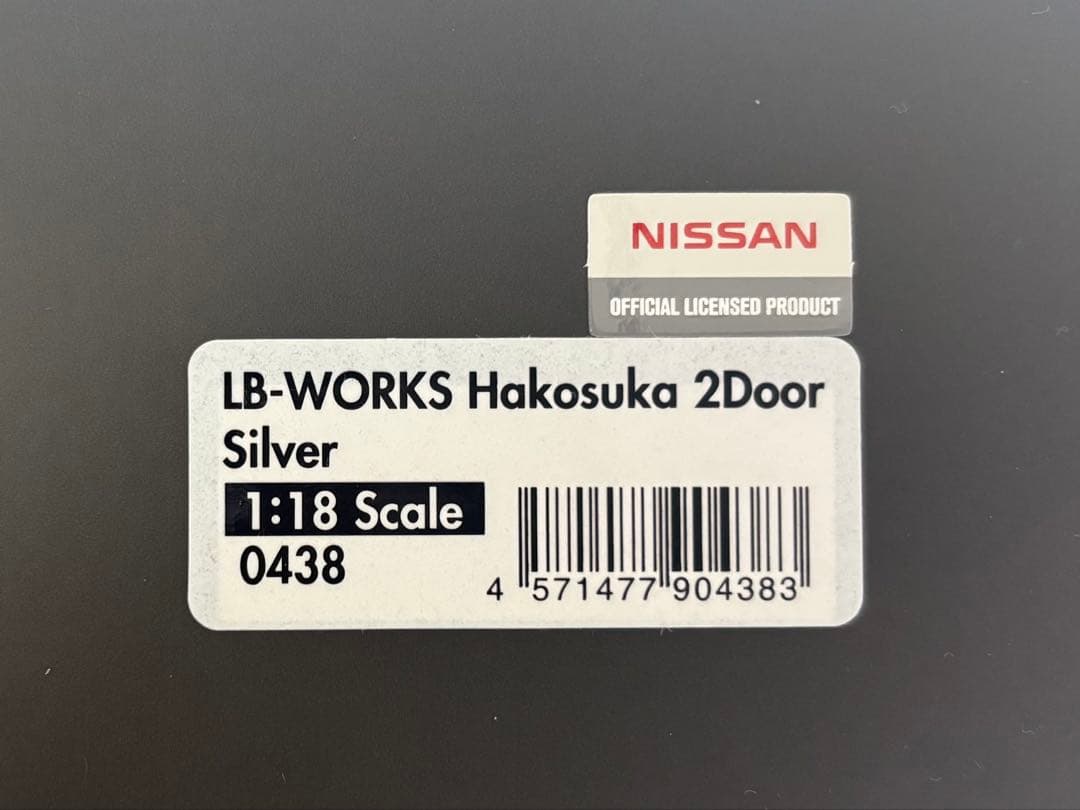 NISSAN
OFFICIAL LICENSED PRODUCT
LB-WORKS Hakosuka 2Door
Silver
1:18 Scale
0438
4 571477 904383